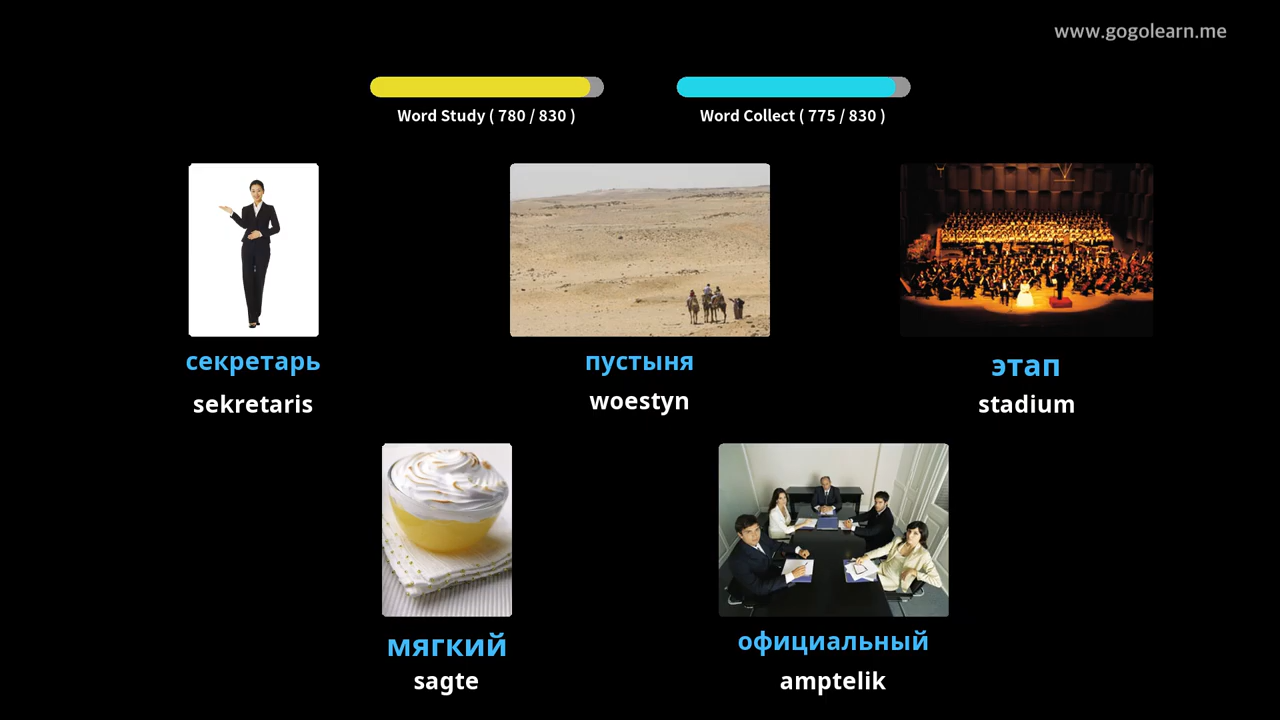 www.gogolearn.me
Word Study ( 780 / 830 )
Word Collect ( 775 / 830 )
секретарь
sekretaris
пустыня
woestyn
этап
stadium
мягкий
sagte
официальный
amptelik